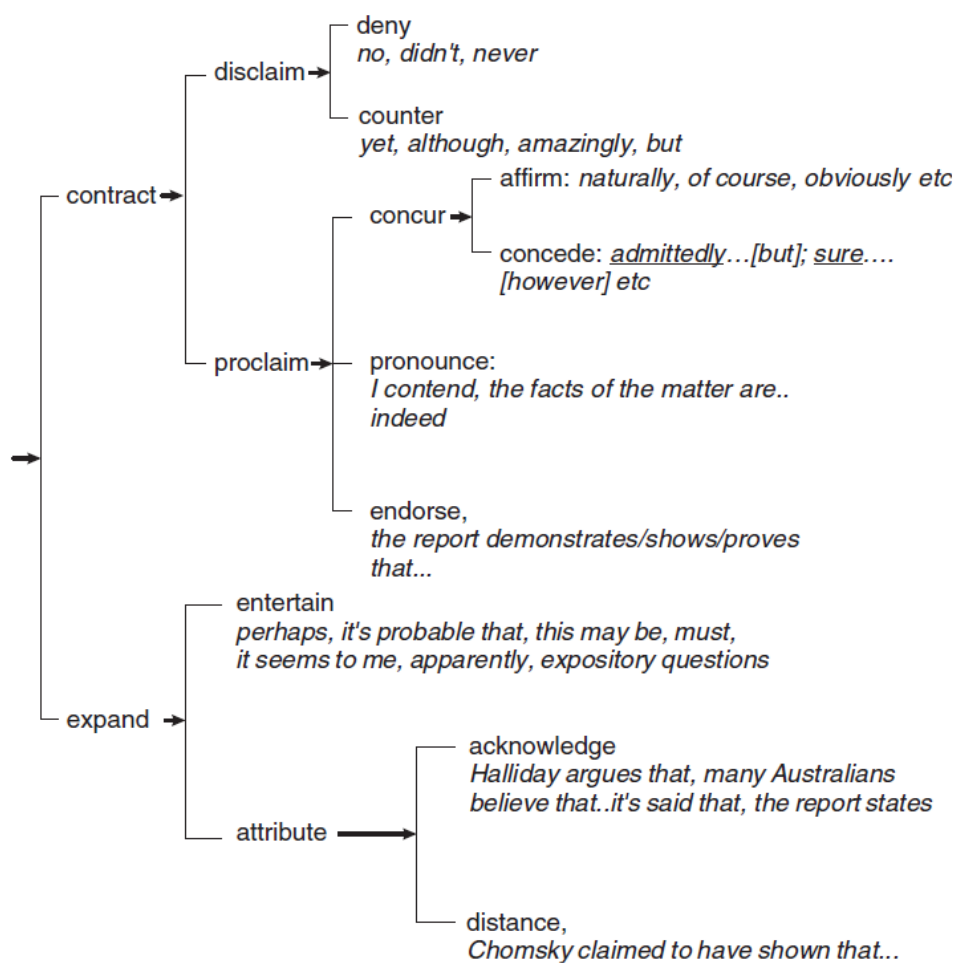 deny
no, didn't, never
disclaim
counter
yet, although, amazingly, but
contract
affirm: naturally, of course, obviously etc
concur
concede: admittedly…[but]; sure….
[however] etc
proclaim
pronounce:
I contend, the facts of the matter are..
indeed
endorse,
the report demonstrates/shows/proves
that...
entertain
perhaps, it's probable that, this may be, must,
it seems to me, apparently, expository questions
expand
acknowledge
Halliday argues that, many Australians
believe that..it's said that, the report states
attribute
distance,
Chomsky claimed to have shown that...